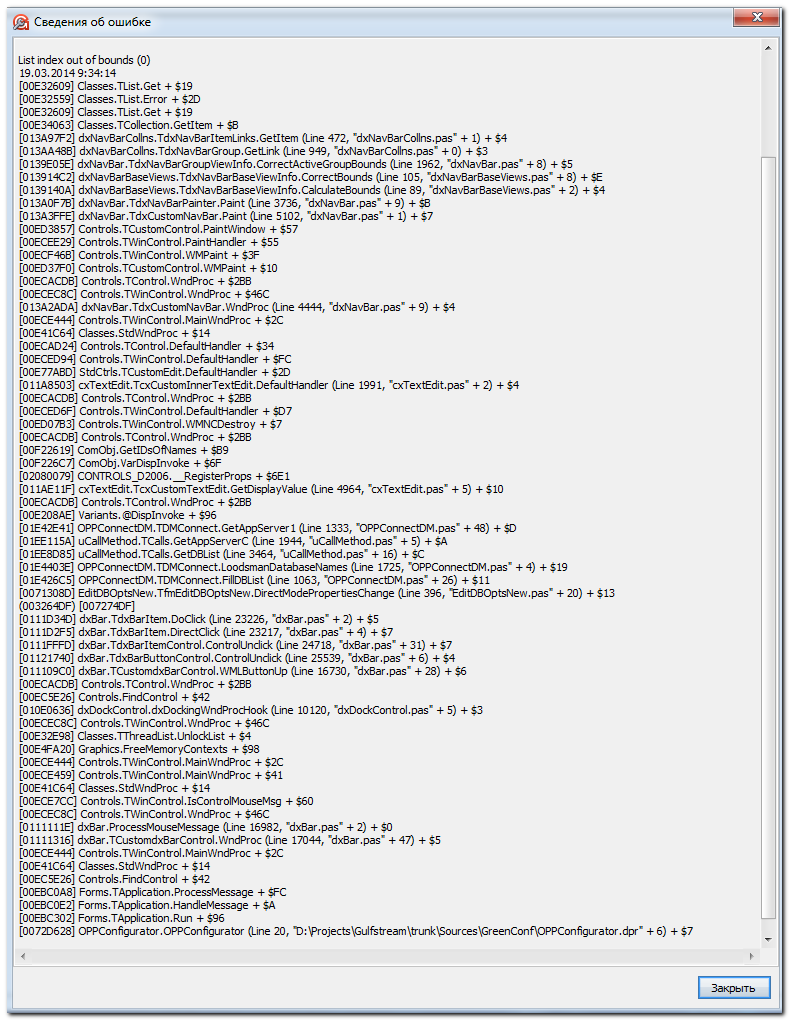 Сведения об ошибке
List index out of bounds (0)
19.03.2014 9:34:14
[00E32609] Classes.TList.Get + $19
[00E32559] Classes.TList.Error + $2D
[00E32609] Classes.TList.Get + $19
[00E34063] Classes.TCollection.GetItem + $B
[013A97F2] dxNavBarCollns.TdxNavBarItemLinks.GetItem (Line 472, "dxNavBarCollns.pas" + 1) + $4
[013AA48B] dxNavBarCollns.TdxNavBarGroup.GetLink (Line 949, "dxNavBarCollns.pas" + 0) + $3
[0139E05E] dxNavBar.TdxNavBarGroupViewInfo.CorrectActiveGroupBounds (Line 1962, "dxNavBar.pas" + 8) + $5
[013914C2] dxNavBarBaseViews.TdxNavBarBaseViewInfo.CorrectBounds (Line 105, "dxNavBarBaseViews.pas" + 8) + $E
[0139140A] dxNavBarBaseViews.TdxNavBarBaseViewInfo.CalculateBounds (Line 89, "dxNavBarBaseViews.pas" + 2) + $4
[013A0F7B] dxNavBar.TdxNavBarPainter.Paint (Line 3736, "dxNavBar.pas" + 9) + $B
[013A3FFE] dxNavBar.TdxCustomNavBar.Paint (Line 5102, "dxNavBar.pas" + 1) + $7
[00ED3857] Controls.TCustomControl.PaintWindow + $57
[00ECEE29] Controls.TWinControl.PaintHandler + $55
[00ECF46B] Controls.TWinControl.WMPaint + $3F
[00ED37F0] Controls.TCustomControl.WMPaint + $10
[00ECACDB] Controls.TControl.WndProc + $2BB
[00ECEC8C] Controls.TWinControl.WndProc + $46C
[013A2ADA] dxNavBar.TdxCustomNavBar.WndProc (Line 4444, "dxNavBar.pas" + 9) + $4
[00ECE444] Controls.TWinControl.MainWndProc + $2C
[00E41C64] Classes.StdWndProc + $14
[00ECAD24] Controls.TControl.DefaultHandler + $34
[00ECED94] Controls.TWinControl.DefaultHandler + $FC
[00E77ABD] StdCtrls.TCustomEdit.DefaultHandler + $2D
[011A8503] cxTextEdit.TcxCustomInnerTextEdit.DefaultHandler (Line 1991, "cxTextEdit.pas" + 2) + $4
[00ECACDB] Controls.TControl.WndProc + $2BB
[00ECED6F] Controls.TWinControl.DefaultHandler + $D7
[00ED07B3] Controls.TWinControl.WMNCDestroy + $7
[00ECACDB] Controls.TControl.WndProc + $2BB
[00F22619] ComObj.GetIDsOfNames + $B9
[00F226C7] ComObj.VarDispInvoke + $6F
[02080079] CONTROLS_D2006.__RegisterProps + $6E1
[011AE11F] cxTextEdit.TcxCustomTextEdit.GetDisplayValue (Line 4964, "cxTextEdit.pas" + 5) + $10
[00ECACDB] Controls.TControl.WndProc + $2BB
[00E208AE] Variants.@DispInvoke + $96
[01E42E41] OPPConnectDM.TDMConnect.GetAppServer1 (Line 1333, "OPPConnectDM.pas" + 48) + $D
[01EE115A] uCallMethod.TCalls.GetAppServerC (Line 1944, "uCallMethod.pas" + 5) + $A
[01EE8D85] uCallMethod.TCalls.GetDBList (Line 3464, "uCallMethod.pas" + 16) + $C
[01E4403E] OPPConnectDM.TDMConnect.LoodsmanDatabaseNames (Line 1725, "OPPConnectDM.pas" + 4) + $19
[01E426C5] OPPConnectDM.TDMConnect.FillDBList (Line 1063, "OPPConnectDM.pas" + 26) + $11
[0071308D] EditDBOptsNew.TfmEditDBOptsNew.DirectModePropertiesChange (Line 396, "EditDBOptsNew.pas" + 20) + $13
(003264DF) [007274DF]
[0111D34D] dxBar.TdxBarItem.DoClick (Line 23226, "dxBar.pas" + 2) + $5
[0111D2F5] dxBar.TdxBarItem.DirectClick (Line 23217, "dxBar.pas" + 4) + $7
[0111FFFD] dxBar.TdxBarItemControl.ControlUnclick (Line 24718, "dxBar.pas" + 31) + $7
[01121740] dxBar.TdxBarButtonControl.ControlUnclick (Line 25539, "dxBar.pas" + 6) + $4
[011109C0] dxBar.TCustomdxBarControl.WMLButtonUp (Line 16730, "dxBar.pas" + 28) + $6
[00ECACDB] Controls.TControl.WndProc + $2BB
[00EC5E26] Controls.FindControl + $42
[010E0636] dxDockControl.dxDockingWndProcHook (Line 10120, "dxDockControl.pas" + 5) + $3
[00ECEC8C] Controls.TWinControl.WndProc + $46C
[00E32E98] Classes.TThreadList.UnlockList + $4
[00E4FA20] Graphics.FreeMemoryContexts + $98
[00ECE444] Controls.TWinControl.MainWndProc + $2C
[00ECE459] Controls.TWinControl.MainWndProc + $41
[00E41C64] Classes.StdWndProc + $14
[00ECE7CC] Controls.TWinControl.IsControlMouseMsg + $60
[00ECEC8C] Controls.TWinControl.WndProc + $46C
[0111111E] dxBar.ProcessMouseMessage (Line 16982, "dxBar.pas" + 2) + $0
[01111316] dxBar.TCustomdxBarControl.WndProc (Line 17044, "dxBar.pas" + 47) + $5
[00ECE444] Controls.TWinControl.MainWndProc + $2C
[00E41C64] Classes.StdWndProc + $14
[00EC5E26] Controls.FindControl + $42
[00EBC0A8] Forms.TApplication.ProcessMessage + $FC
[00EBC0E2] Forms.TApplication.HandleMessage + $A
[00EBC302] Forms.TApplication.Run + $96
[0072D628] OPPConfigurator.OPPConfigurator (Line 20, "D:\Projects\Gulfstream\trunk\Sources\GreenConf\OPPConfigurator.dpr" + 6) + $7
Закрыть